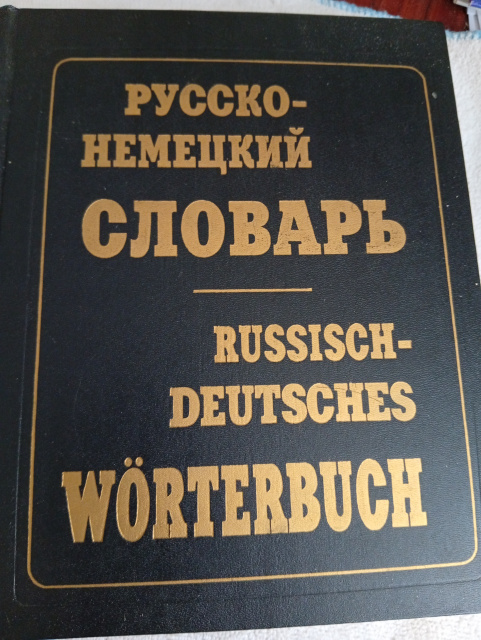 РУССКО-
НЕМЕЦКИЙ
СЛОВАРЬ
RUSSISCH-
DEUTSCHES
WÖRTERBUCH